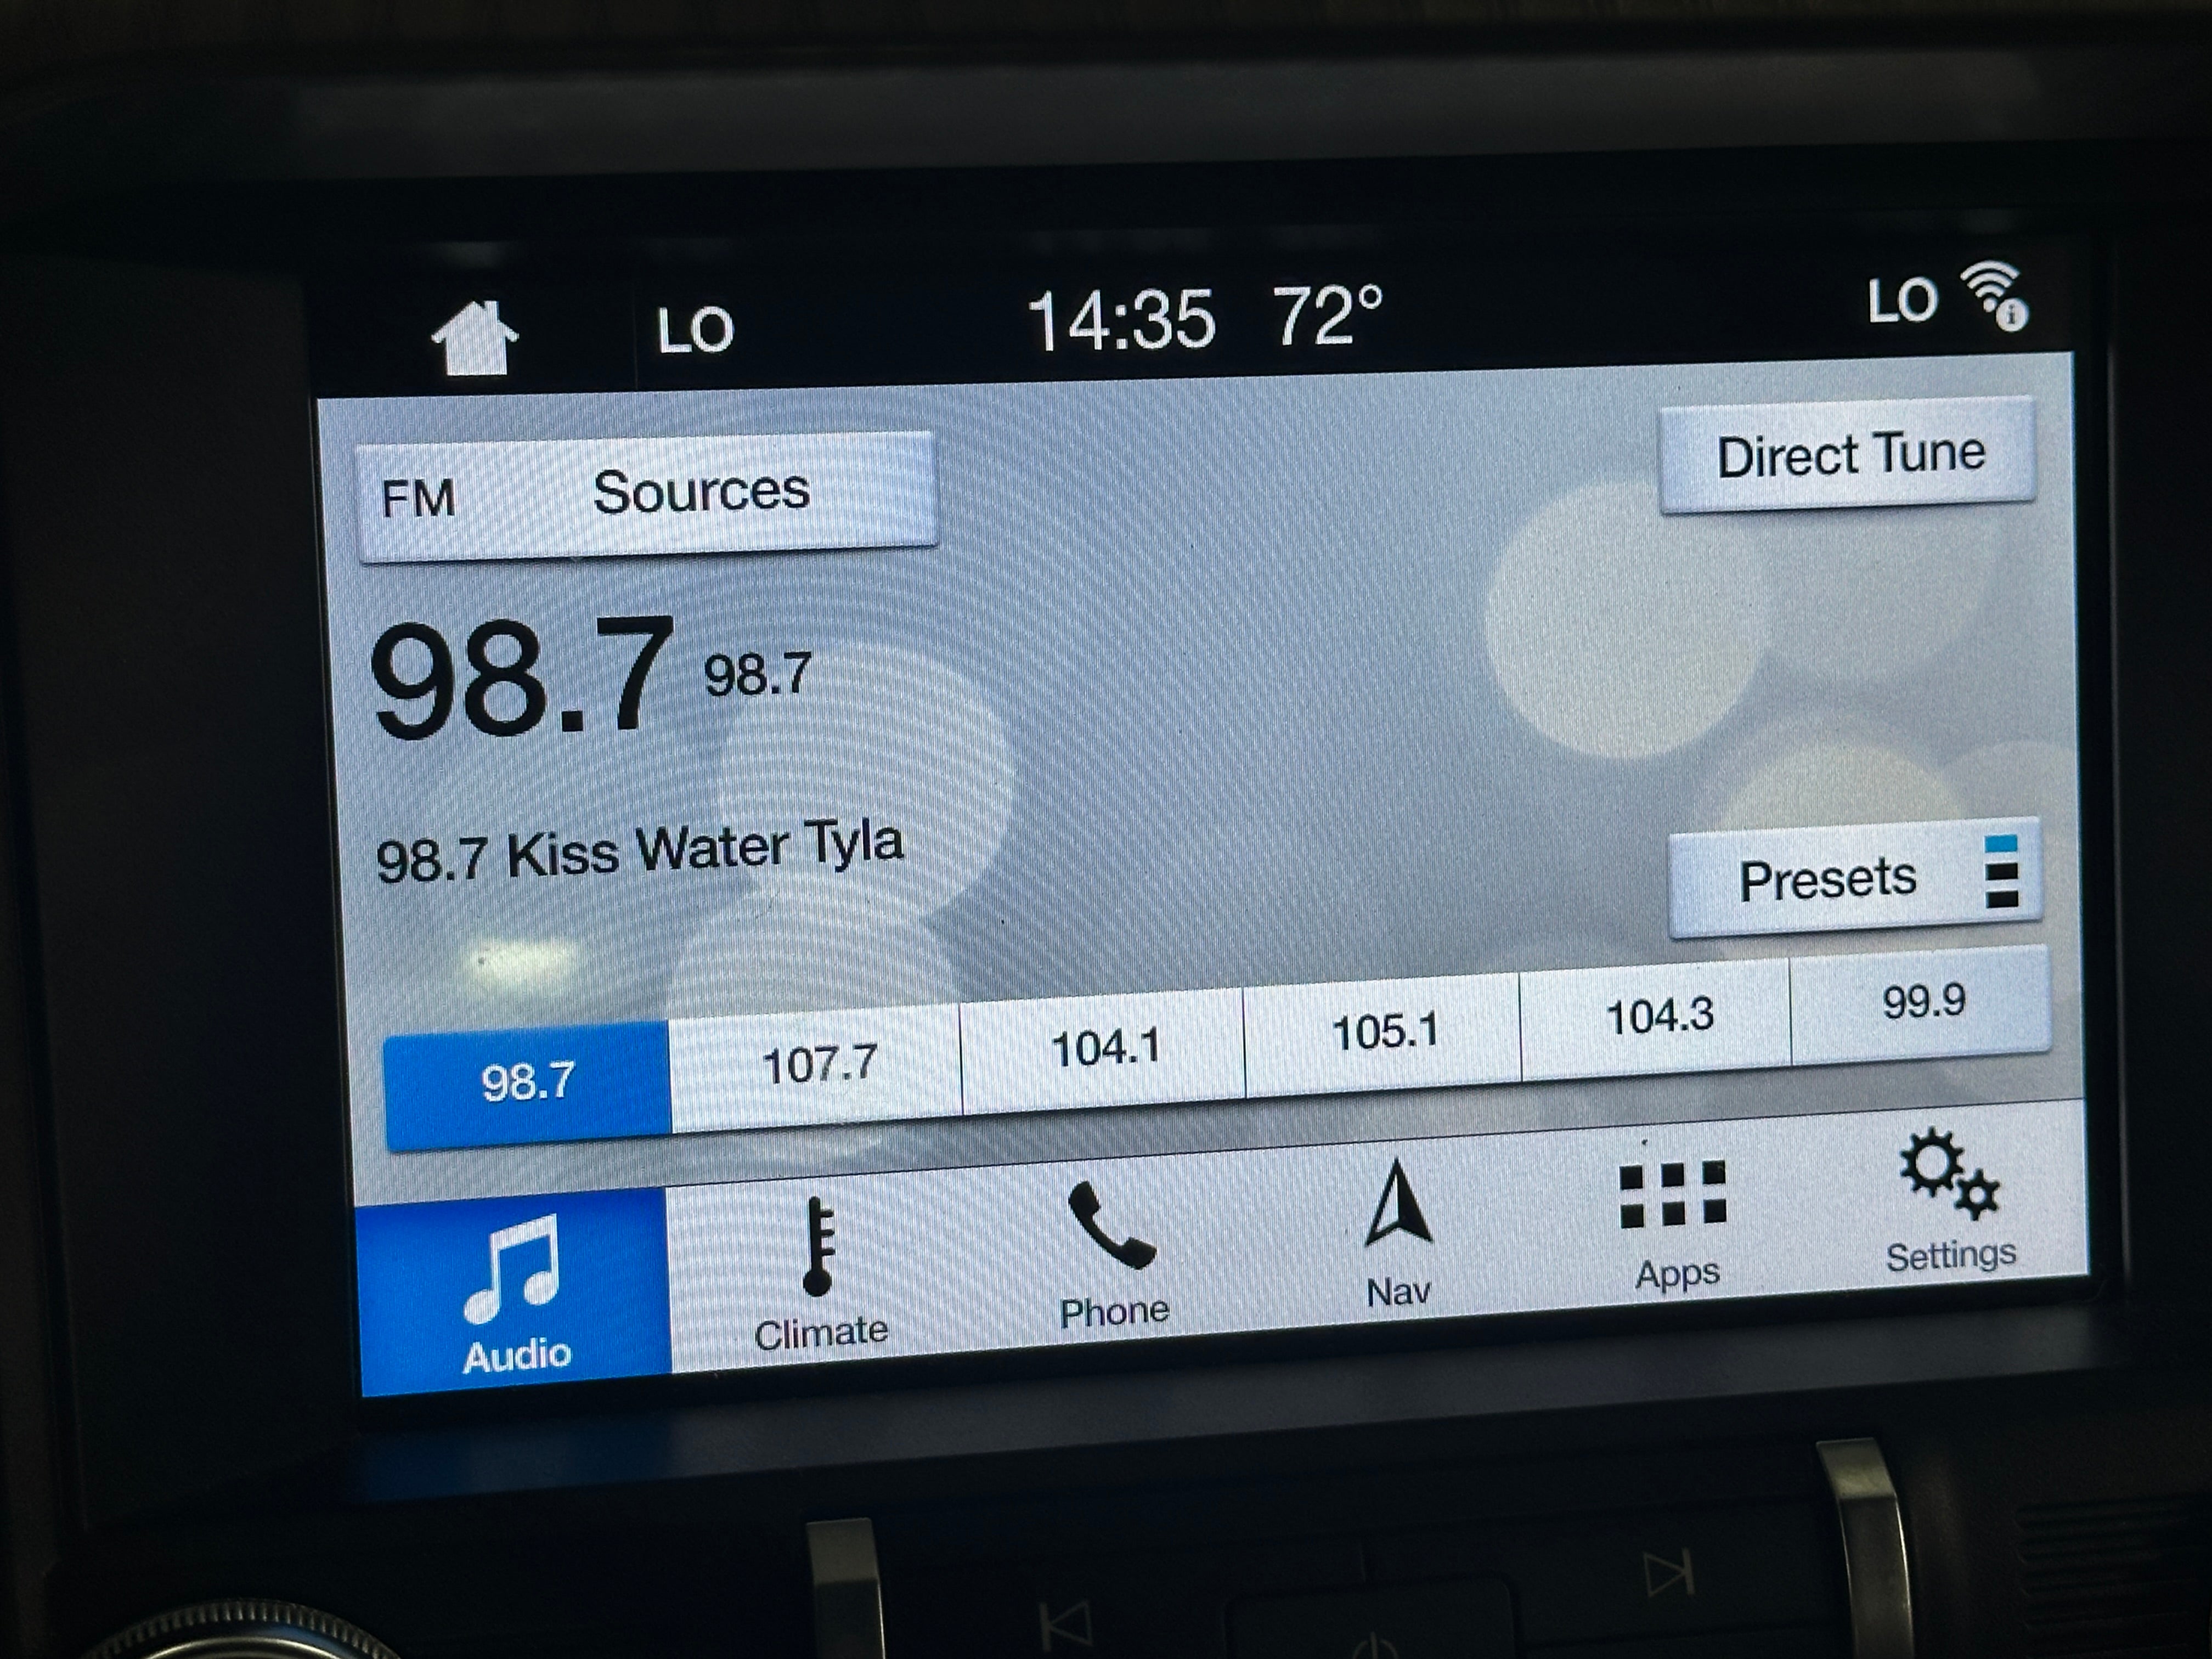 LO 14:35 72° LO
FM Sources
Direct Tune
98.7 98.7
98.7 Kiss Water Tyla
Presets
98.7 107.7 104.1 105.1 104.3 99.9
Audio Climate Phone Nav Apps Settings